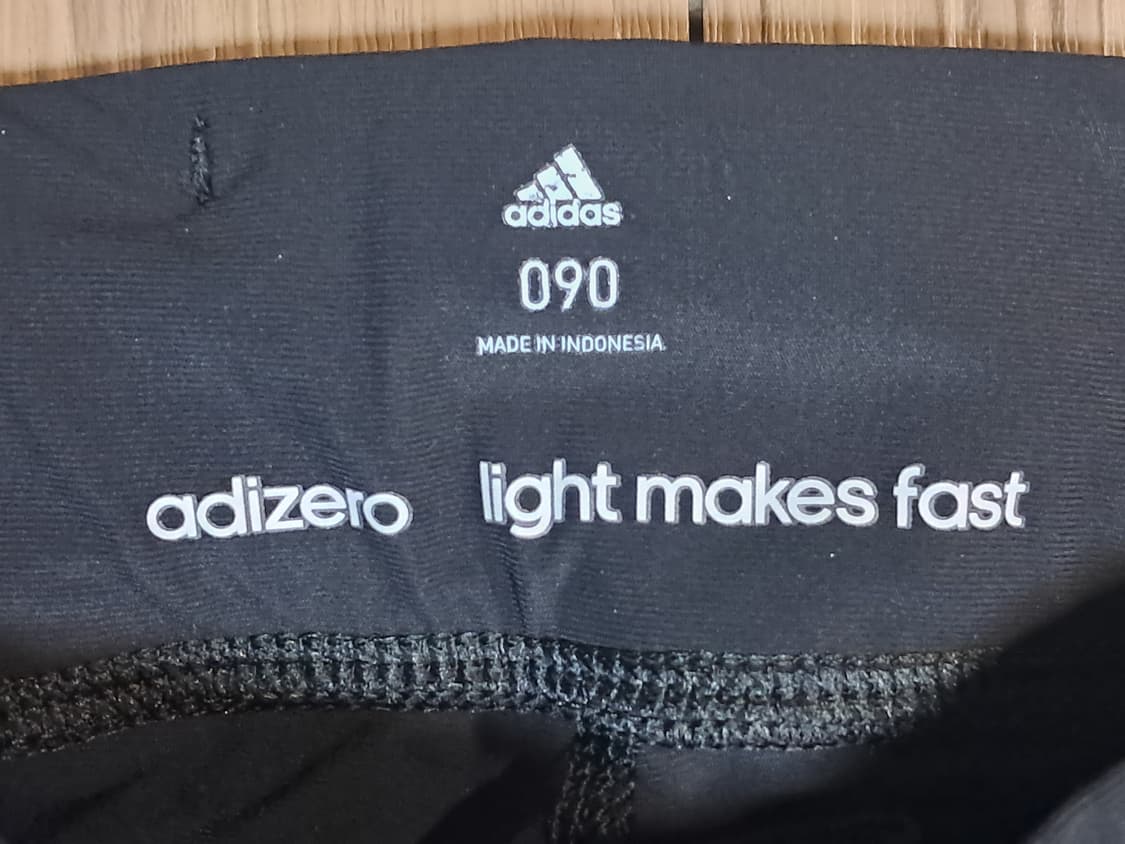 adidas
090
MADE IN INDONESIA
adizero light makes fast